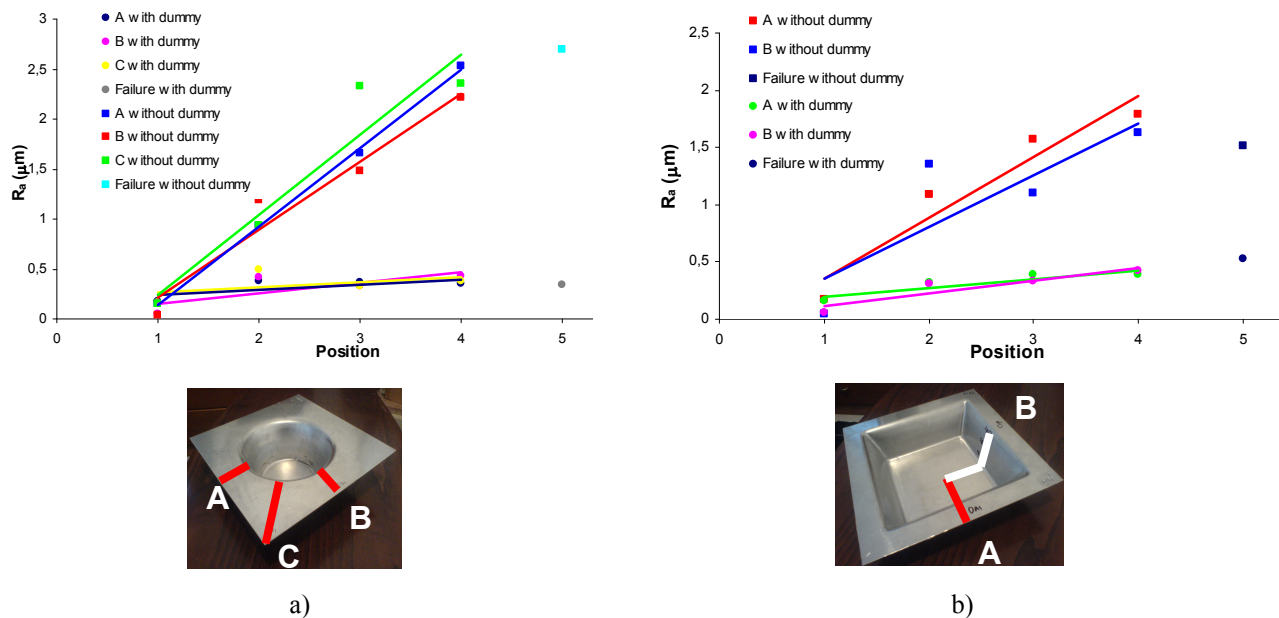 3
2,5
2
1,5
1
0,5
0
Rₐ (μm)
A with dummy
B with dummy
C with dummy
Failure with dummy
A without dummy
B without dummy
C without dummy
Failure without dummy
0 1 2 3 4 5
Position
A
B
C
a)
3
2,5
2
1,5
1
0,5
0
Rₐ (μm)
A without dummy
B without dummy
Failure without dummy
A with dummy
B with dummy
Failure with dummy
0 1 2 3 4 5
Position
B
A
b)